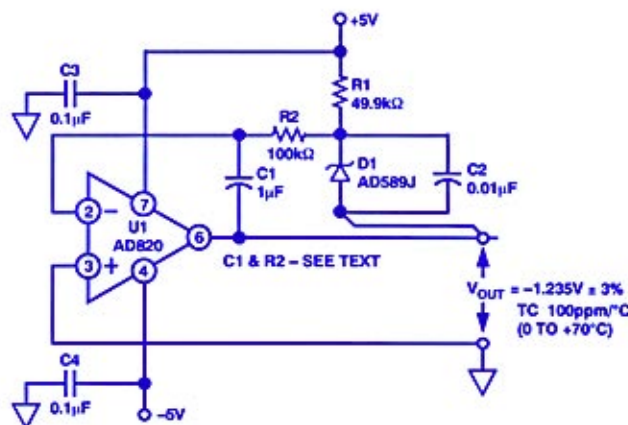 +5V
C3
0.1µF
R1
49.9kΩ
R2
100kΩ
C1
1µF
D1
AD589J
C2
0.01µF
2
–
7
U1
AD820
6
3
+
4
C1 & R2 – SEE TEXT
VOUT = –1.235V ± 3%
TC 100ppm/°C
(0 TO +70°C)
C4
0.1µF
–5V